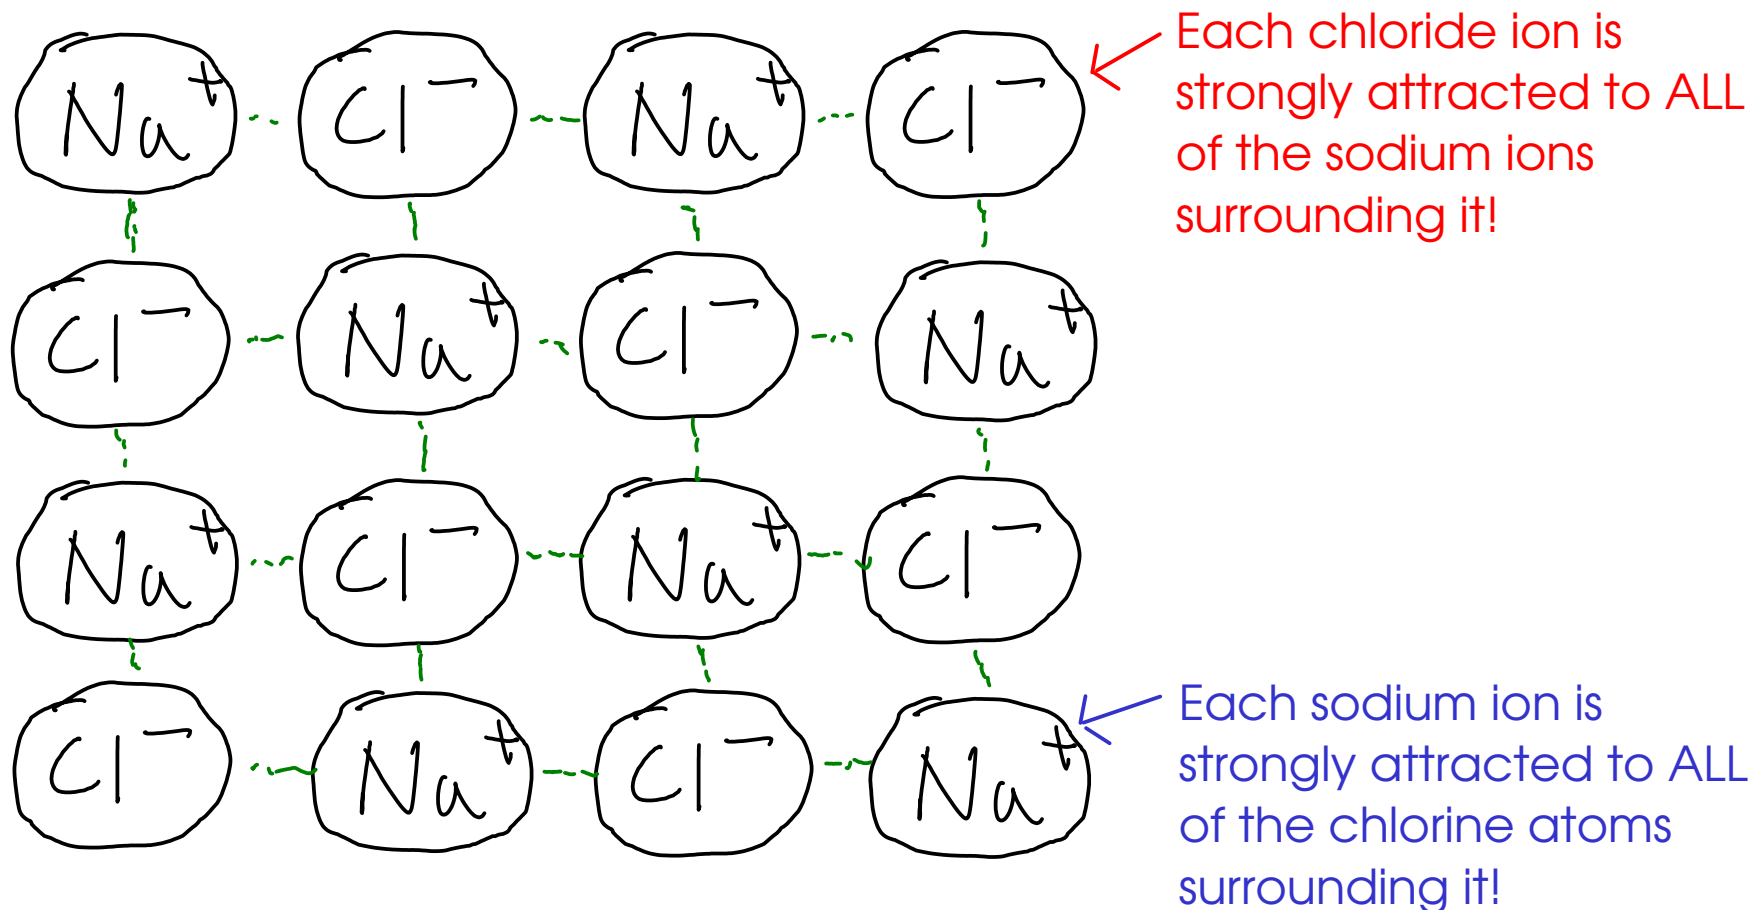 Na+ Cl− Na+ Cl−
Each chloride ion is
strongly attracted to ALL
of the sodium ions
surrounding it!
Cl− Na+ Cl− Na+
Na+ Cl− Na+ Cl−
Cl− Na+ Cl− Na+
Each sodium ion is
strongly attracted to ALL
of the chlorine atoms
surrounding it!